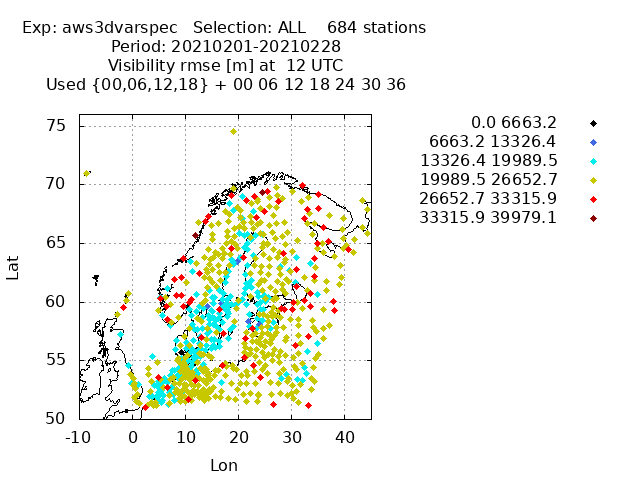 Exp: aws3dvarspec Selection: ALL 684 stations
Period: 20210201-20210228
Visibility rmse [m] at 12 UTC
Used {00,06,12,18} + 00 06 12 18 24 30 36
0.0 6663.2
6663.2 13326.4
13326.4 19989.5
19989.5 26652.7
26652.7 33315.9
33315.9 39979.1
75
70
65
60
55
50
Lat
-10 0 10 20 30 40
Lon